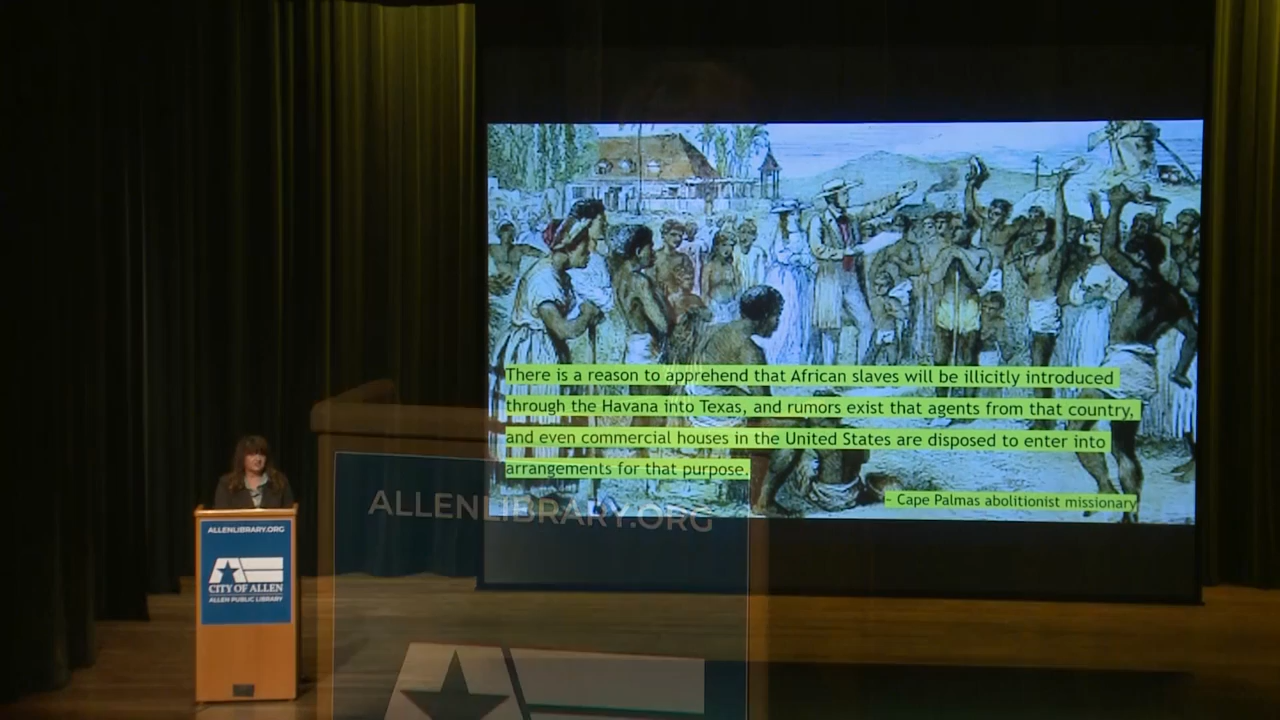 There is a reason to apprehend that African slaves will be illicitly introduced
through the Havana into Texas, and rumors exist that agents from that country,
and even commercial houses in the United States are disposed to enter into
arrangements for that purpose.
- Cape Palmas abolitionist missionary
ALLENLIBRARY.ORG
ALLENLIBRARY.ORG
CITY OF ALLEN
ALLEN PUBLIC LIBRARY